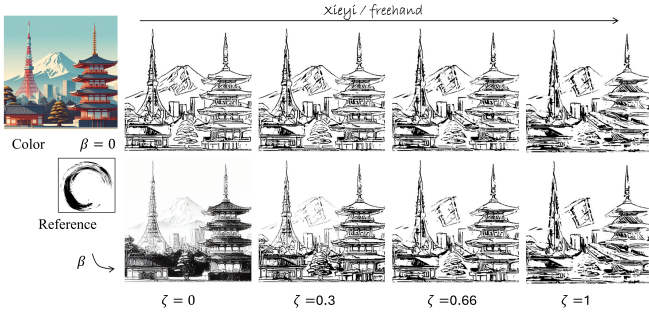 Xieyi / freehand
Color β = 0
Reference
β
ζ = 0 ζ =0.3 ζ =0.66 ζ =1